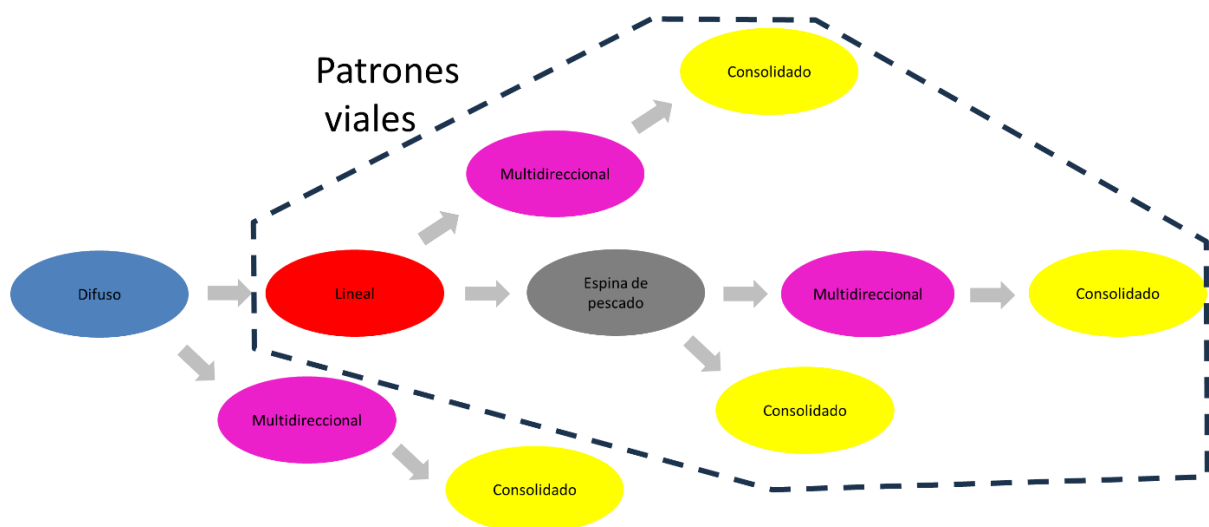 Patrones
viales
Consolidado
Multidireccional
Difuso
Lineal
Espina de
pescado
Multidireccional
Consolidado
Multidireccional
Consolidado
Consolidado